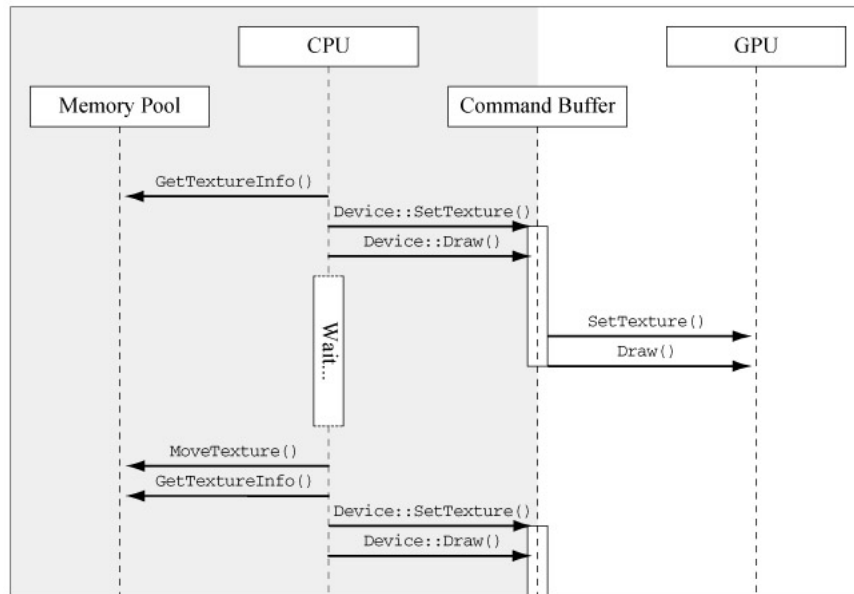 CPU
GPU
Memory Pool
Command Buffer
GetTextureInfo()
Device::SetTexture()
Device::Draw()
Wait...
SetTexture()
Draw()
MoveTexture()
GetTextureInfo()
Device::SetTexture()
Device::Draw()